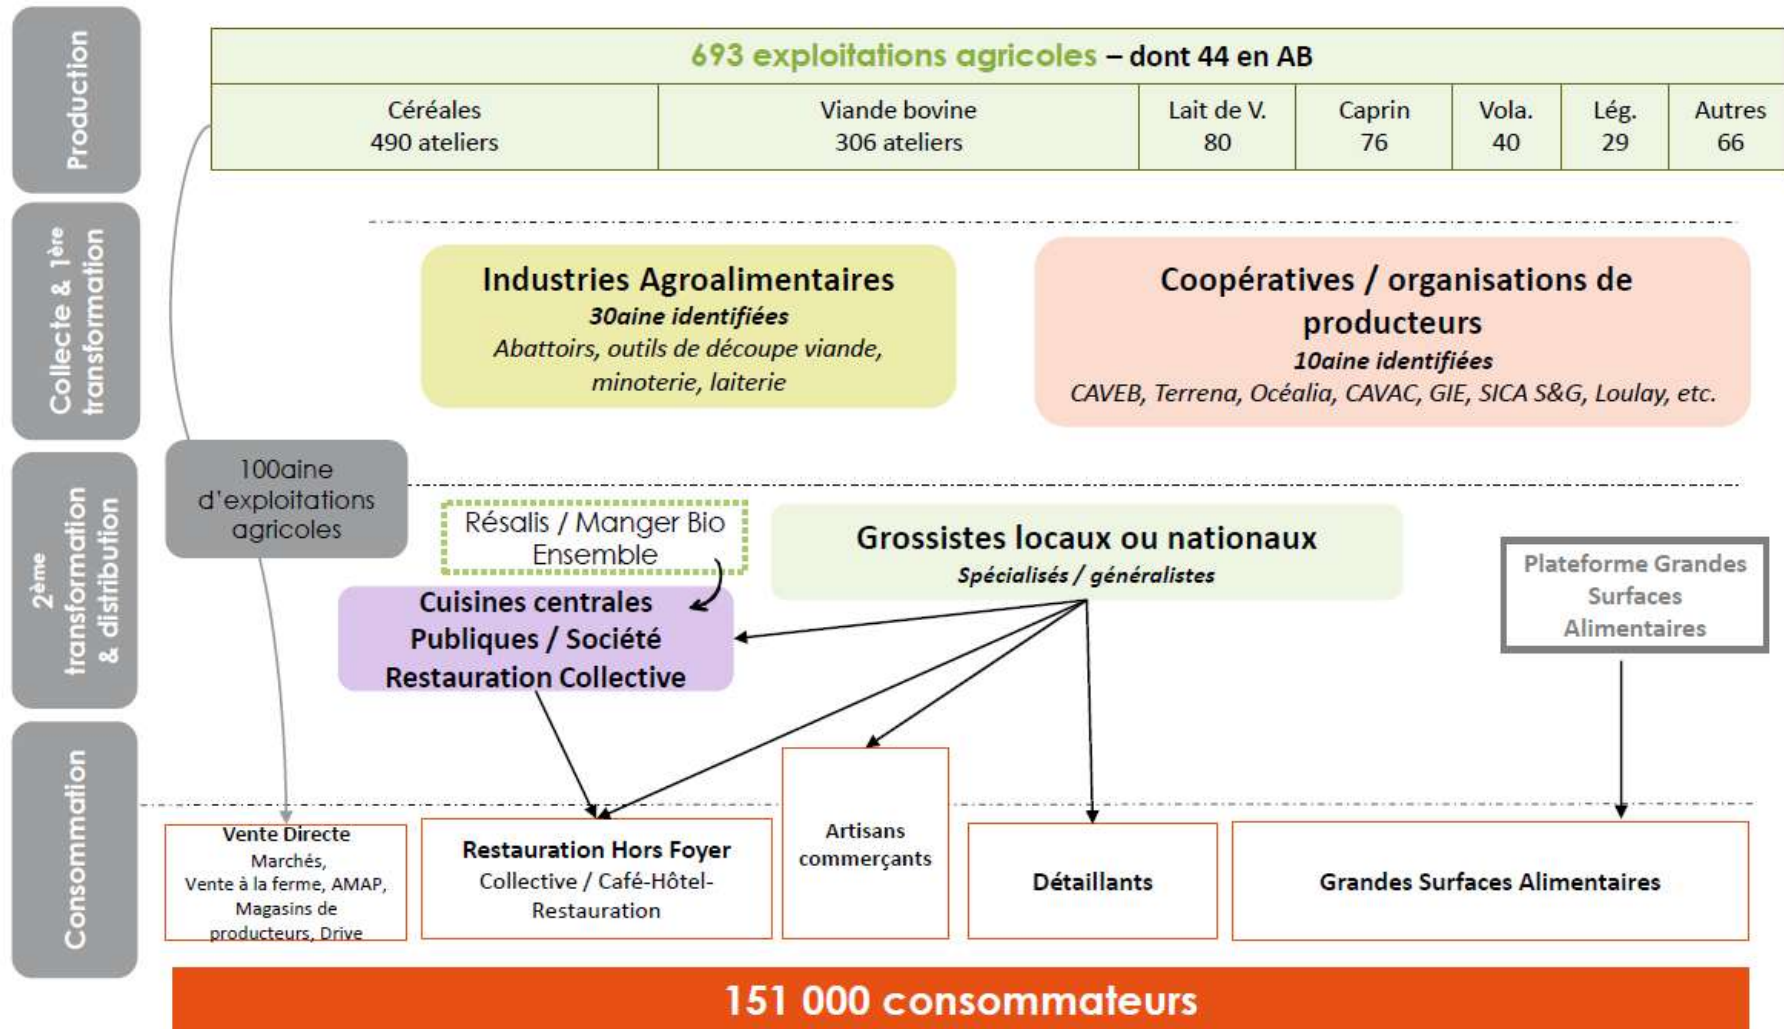 Production
693 exploitations agricoles – dont 44 en AB
Céréales
490 ateliers
Viande bovine
306 ateliers
Lait de V.
80
Caprin
76
Vola.
40
Lég.
29
Autres
66
Collecte & 1ère
transformation
Industries Agroalimentaires
30aine identifiées
Abattoirs, outils de découpe viande,
minoterie, laiterie
Coopératives / organisations de
producteurs
10aine identifiées
CAVEB, Terrena, Océalia, CAVAC, GIE, SICA S&G, Loulay, etc.
2ème
transformation
& distribution
100aine
d'exploitations
agricoles
Résalis / Manger Bio
Ensemble
Cuisines centrales
Publiques / Société
Restauration Collective
Grossistes locaux ou nationaux
Spécialisés / généralistes
Plateforme Grandes
Surfaces
Alimentaires
Consommation
Vente Directe
Marchés,
Vente à la ferme, AMAP,
Magasins de
producteurs, Drive
Restauration Hors Foyer
Collective / Café-Hôtel-
Restauration
Artisans
commerçants
Détaillants
Grandes Surfaces Alimentaires
151 000 consommateurs